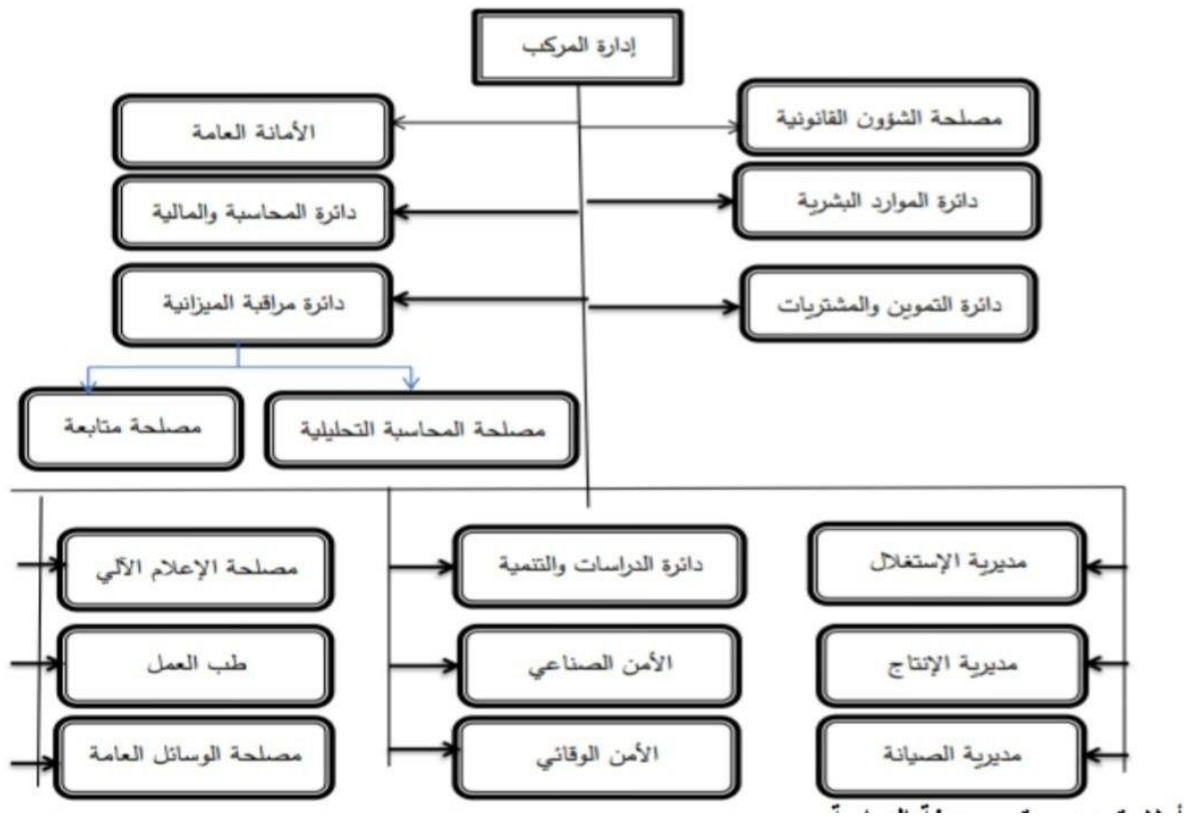 إدارة المركب
مصلحة الشؤون القانونية
الأمانة العامة
دائرة الموارد البشرية
دائرة المحاسبة والمالية
دائرة التموين والمشتريات
دائرة مراقبة الميزانية
مصلحة المحاسبة التحليلية
مصلحة متابعة
مديرية الإستغلال
دائرة الدراسات والتنمية
مصلحة الإعلام الآلي
مديرية الإنتاج
الأمن الصناعي
طب العمل
مديرية الصيانة
الأمن الوقائي
مصلحة الوسائل العامة